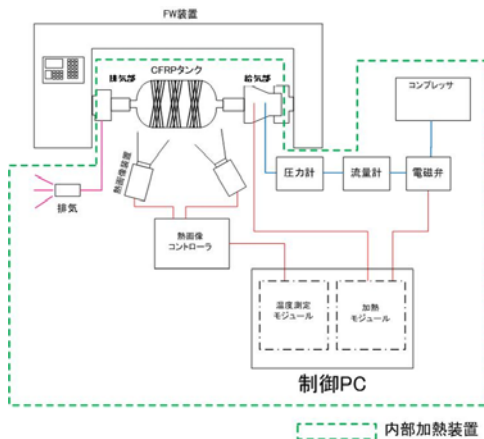 FW装置
排気部
CFRPタンク
給気部
コンプレッサ
熱画像装置
圧力計
流量計
電磁弁
排気
熱画像
コントローラ
温度測定
モジュール
加熱
モジュール
制御PC
内部加熱装置